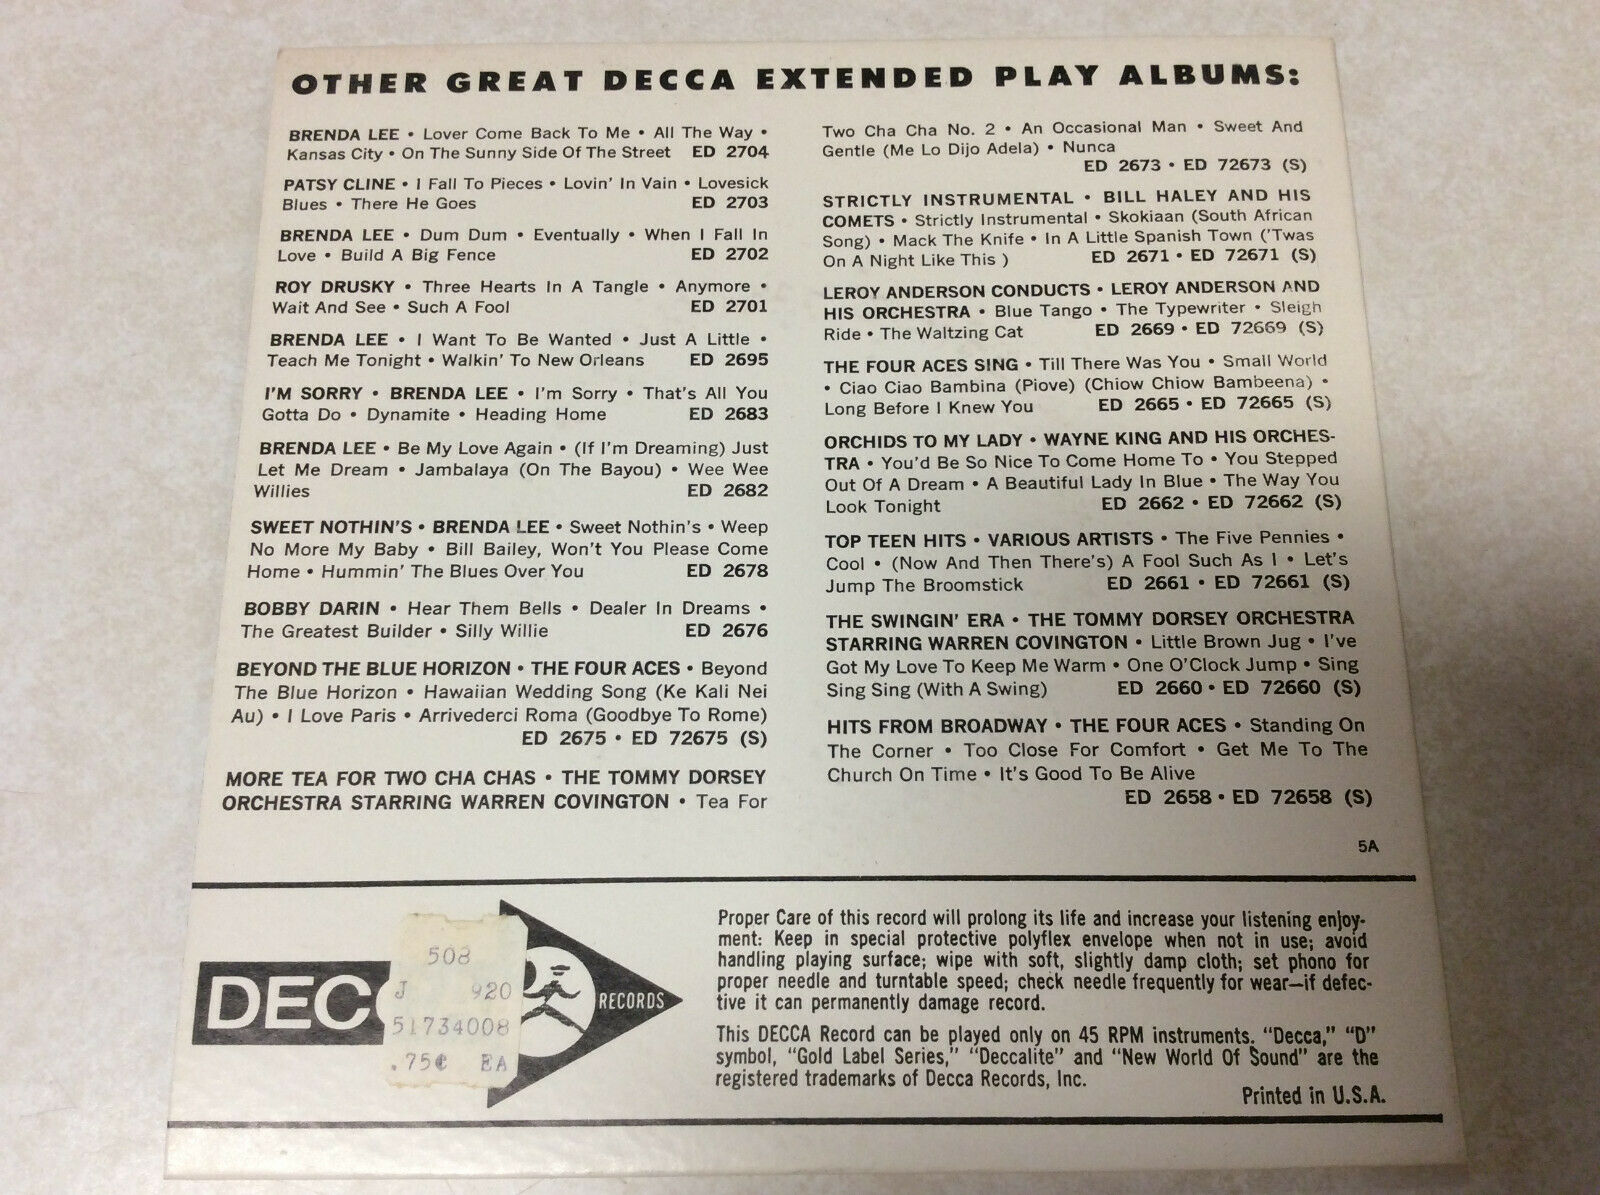 OTHER GREAT DECCA EXTENDED PLAY ALBUMS:
BRENDA LEE • Lover Come Back To Me • All The Way •
Kansas City • On The Sunny Side Of The Street ED 2704
PATSY CLINE • I Fall To Pieces • Lovin' In Vain • Lovesick
Blues • There He Goes ED 2703
BRENDA LEE • Dum Dum • Eventually • When I Fall In
Love • Build A Big Fence ED 2702
ROY DRUSKY • Three Hearts In A Tangle • Anymore •
Wait And See • Such A Fool ED 2701
BRENDA LEE • I Want To Be Wanted • Just A Little •
Teach Me Tonight • Walkin' To New Orleans ED 2695
I'M SORRY • BRENDA LEE • I'm Sorry • That's All You
Gotta Do • Dynamite • Heading Home ED 2683
BRENDA LEE • Be My Love Again • (If I'm Dreaming) Just
Let Me Dream • Jambalaya (On The Bayou) • Wee Wee
Willies ED 2682
SWEET NOTHIN'S • BRENDA LEE • Sweet Nothin's • Weep
No More My Baby • Bill Bailey, Won't You Please Come
Home • Hummin' The Blues Over You ED 2678
BOBBY DARIN • Hear Them Bells • Dealer In Dreams •
The Greatest Builder • Silly Willie ED 2676
BEYOND THE BLUE HORIZON • THE FOUR ACES • Beyond
The Blue Horizon • Hawaiian Wedding Song (Ke Kali Nei
Au) • I Love Paris • Arrivederci Roma (Goodbye To Rome)
ED 2675 • ED 72675 (S)
MORE TEA FOR TWO CHA CHAS • THE TOMMY DORSEY
ORCHESTRA STARRING WARREN COVINGTON • Tea For
Two Cha Cha No. 2 • An Occasional Man • Sweet And
Gentle (Me Lo Dijo Adela) • Nunca
ED 2673 • ED 72673 (S)
STRICTLY INSTRUMENTAL • BILL HALEY AND HIS
COMETS • Strictly Instrumental • Skokiaan (South African
Song) • Mack The Knife • In A Little Spanish Town ('Twas
On A Night Like This ) ED 2671 • ED 72671 (S)
LEROY ANDERSON CONDUCTS • LEROY ANDERSON AND
HIS ORCHESTRA • Blue Tango • The Typewriter • Sleigh
Ride • The Waltzing Cat ED 2669 • ED 72669 (S)
THE FOUR ACES SING • Till There Was You • Small World
• Ciao Ciao Bambina (Piove) (Chiow Chiow Bambeena) •
Long Before I Knew You ED 2665 • ED 72665 (S)
ORCHIDS TO MY LADY • WAYNE KING AND HIS ORCHES-
TRA • You'd Be So Nice To Come Home To • You Stepped
Out Of A Dream • A Beautiful Lady In Blue • The Way You
Look Tonight ED 2662 • ED 72662 (S)
TOP TEEN HITS • VARIOUS ARTISTS • The Five Pennies •
Cool • (Now And Then There's) A Fool Such As I • Let's
Jump The Broomstick ED 2661 • ED 72661 (S)
THE SWINGIN' ERA • THE TOMMY DORSEY ORCHESTRA
STARRING WARREN COVINGTON • Little Brown Jug • I've
Got My Love To Keep Me Warm • One O'Clock Jump • Sing
Sing Sing (With A Swing) ED 2660 • ED 72660 (S)
HITS FROM BROADWAY • THE FOUR ACES • Standing On
The Corner • Too Close For Comfort • Get Me To The
Church On Time • It's Good To Be Alive
ED 2658 • ED 72658 (S)
5A
DEC
508
J 920
51734008
.75¢ EA
RECORDS
Proper Care of this record will prolong its life and increase your listening enjoy-
ment: Keep in special protective polyflex envelope when not in use; avoid
handling playing surface; wipe with soft, slightly damp cloth; set phono for
proper needle and turntable speed; check needle frequently for wear—if defec-
tive it can permanently damage record.
This DECCA Record can be played only on 45 RPM instruments. "Decca," "D"
symbol, "Gold Label Series," "Deccalite" and "New World Of Sound" are the
registered trademarks of Decca Records, Inc.
Printed in U.S.A.